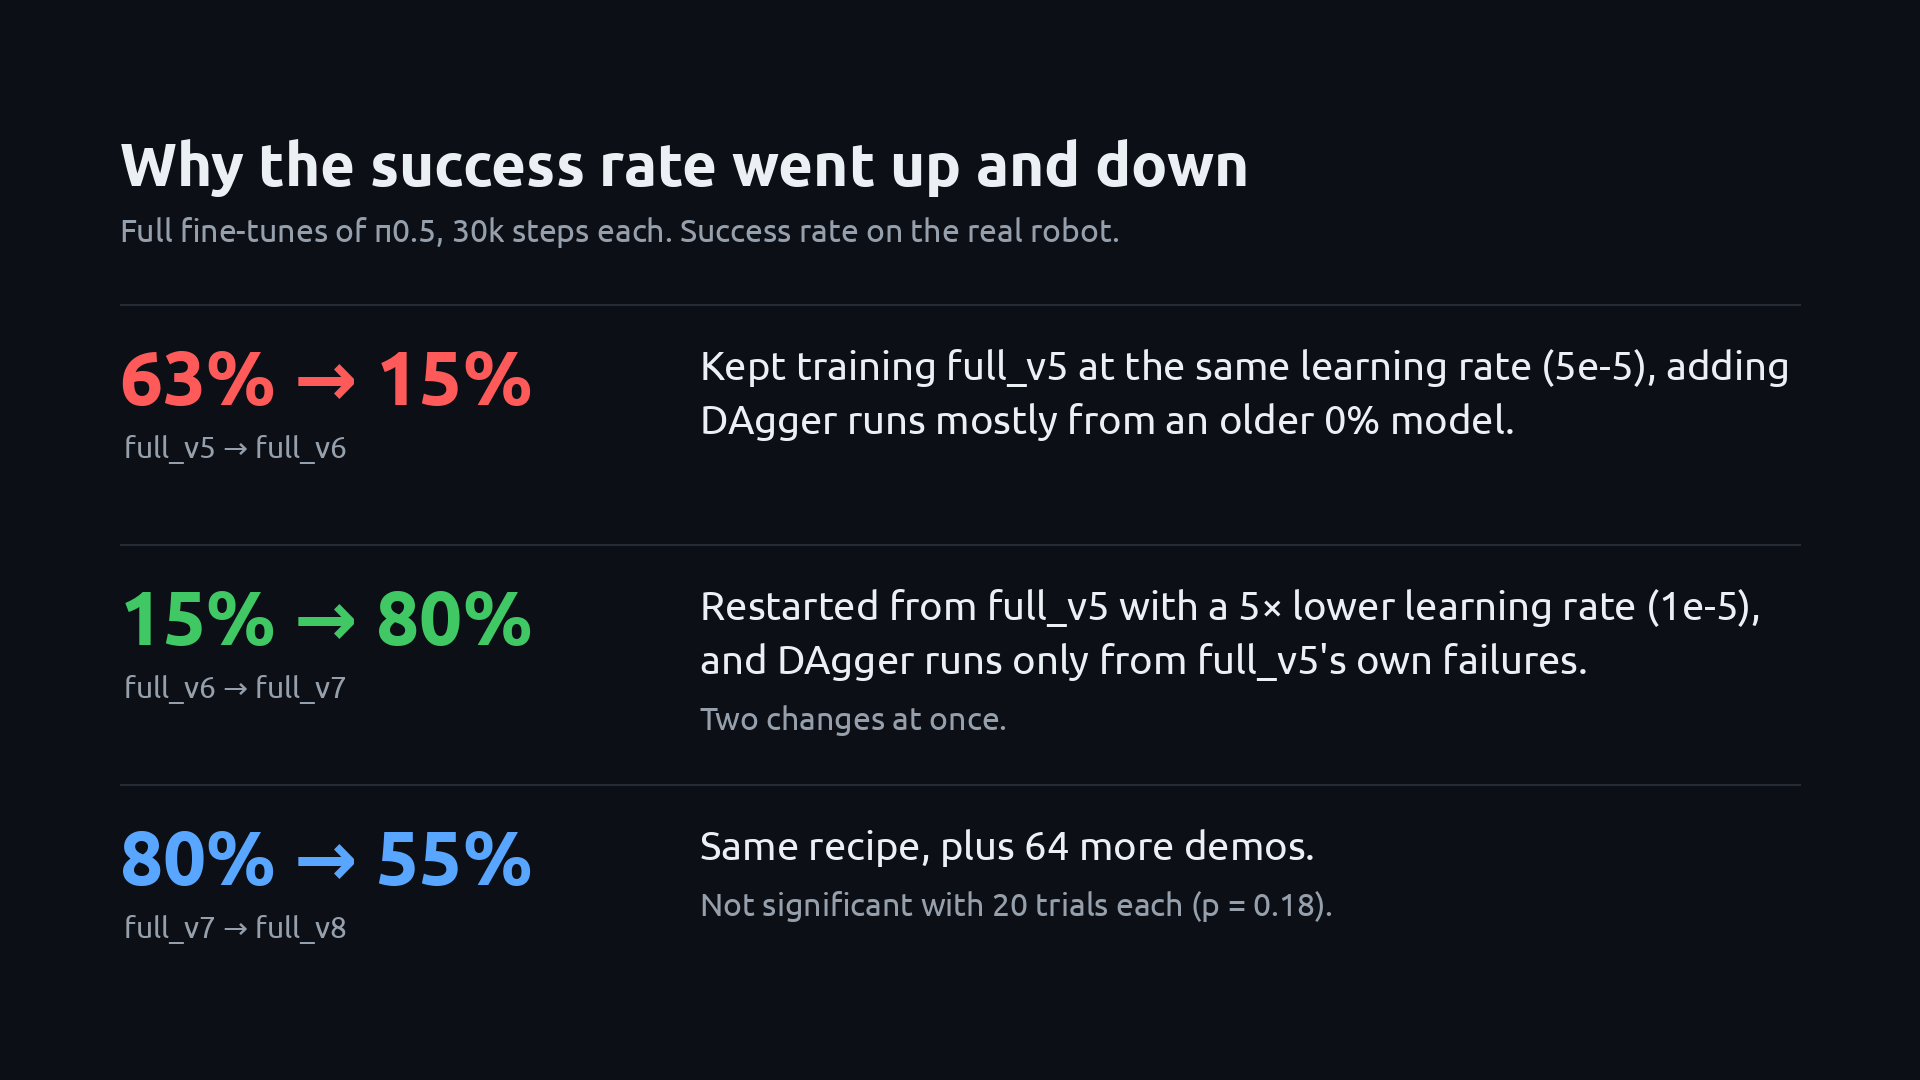 Why the success rate went up and down
Full fine-tunes of π0.5, 30k steps each. Success rate on the real robot.
63% → 15%
full_v5 → full_v6
Kept training full_v5 at the same learning rate (5e-5), adding
DAgger runs mostly from an older 0% model.
15% → 80%
full_v6 → full_v7
Restarted from full_v5 with a 5× lower learning rate (1e-5),
and DAgger runs only from full_v5's own failures.
Two changes at once.
80% → 55%
full_v7 → full_v8
Same recipe, plus 64 more demos.
Not significant with 20 trials each (p = 0.18).